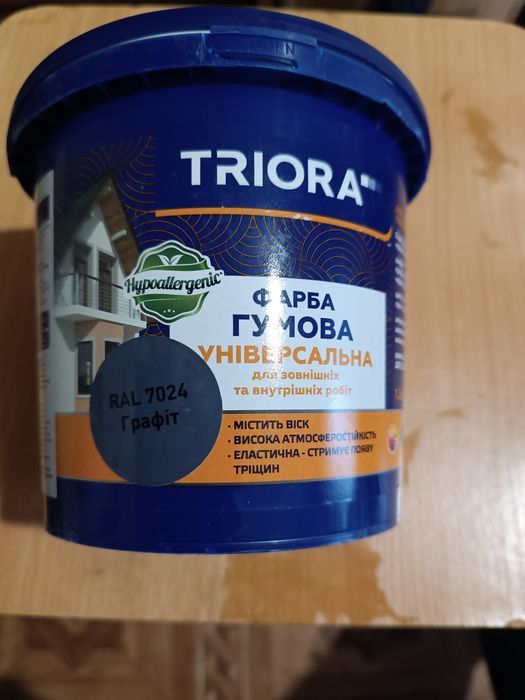 TRIORA
Hypoallergenic
ФАРБА
ГУМОВА
УНІВЕРСАЛЬНА
для зовнішніх
та внутрішніх робіт
RAL 7024
Графіт
• МІСТИТЬ ВІСК
• ВИСОКА АТМОСФЕРОСТІЙКІСТЬ
• ЕЛАСТИЧНА - СТРИМУЄ ПОЯВУ
ТРІЩИН